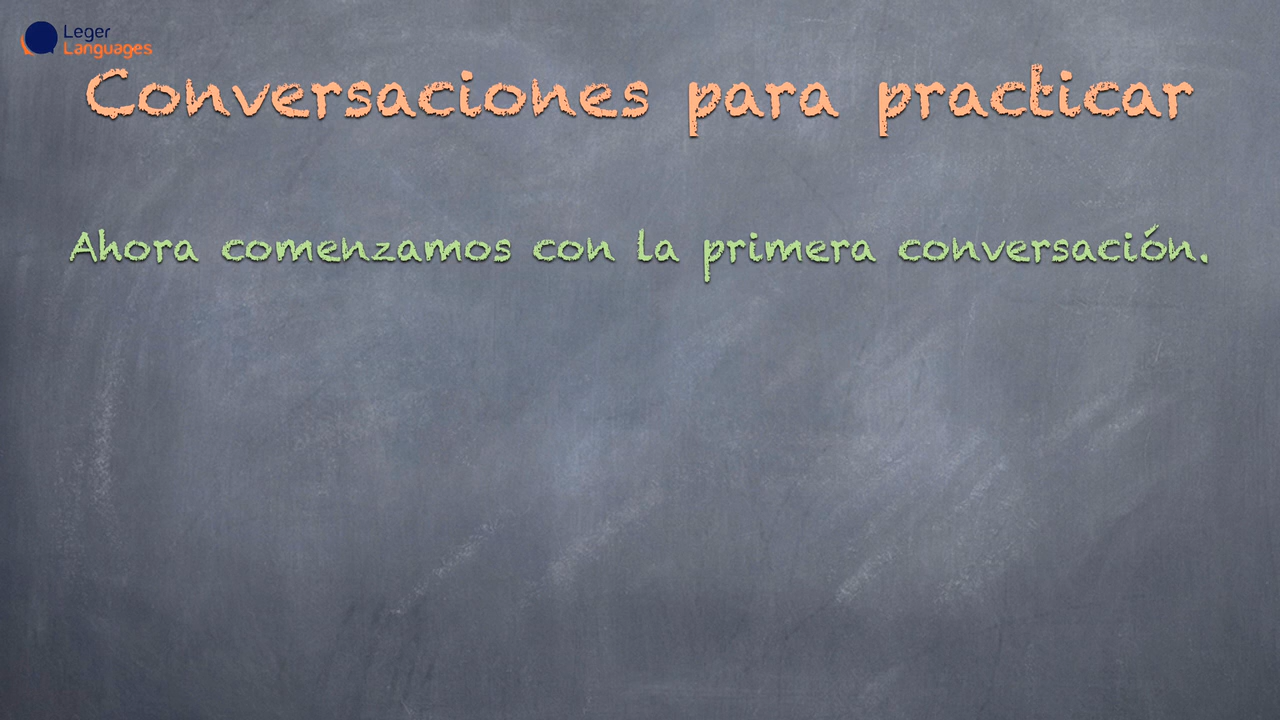 Leger
Languages
Conversaciones para practicar
Ahora comenzamos con la primera conversación.